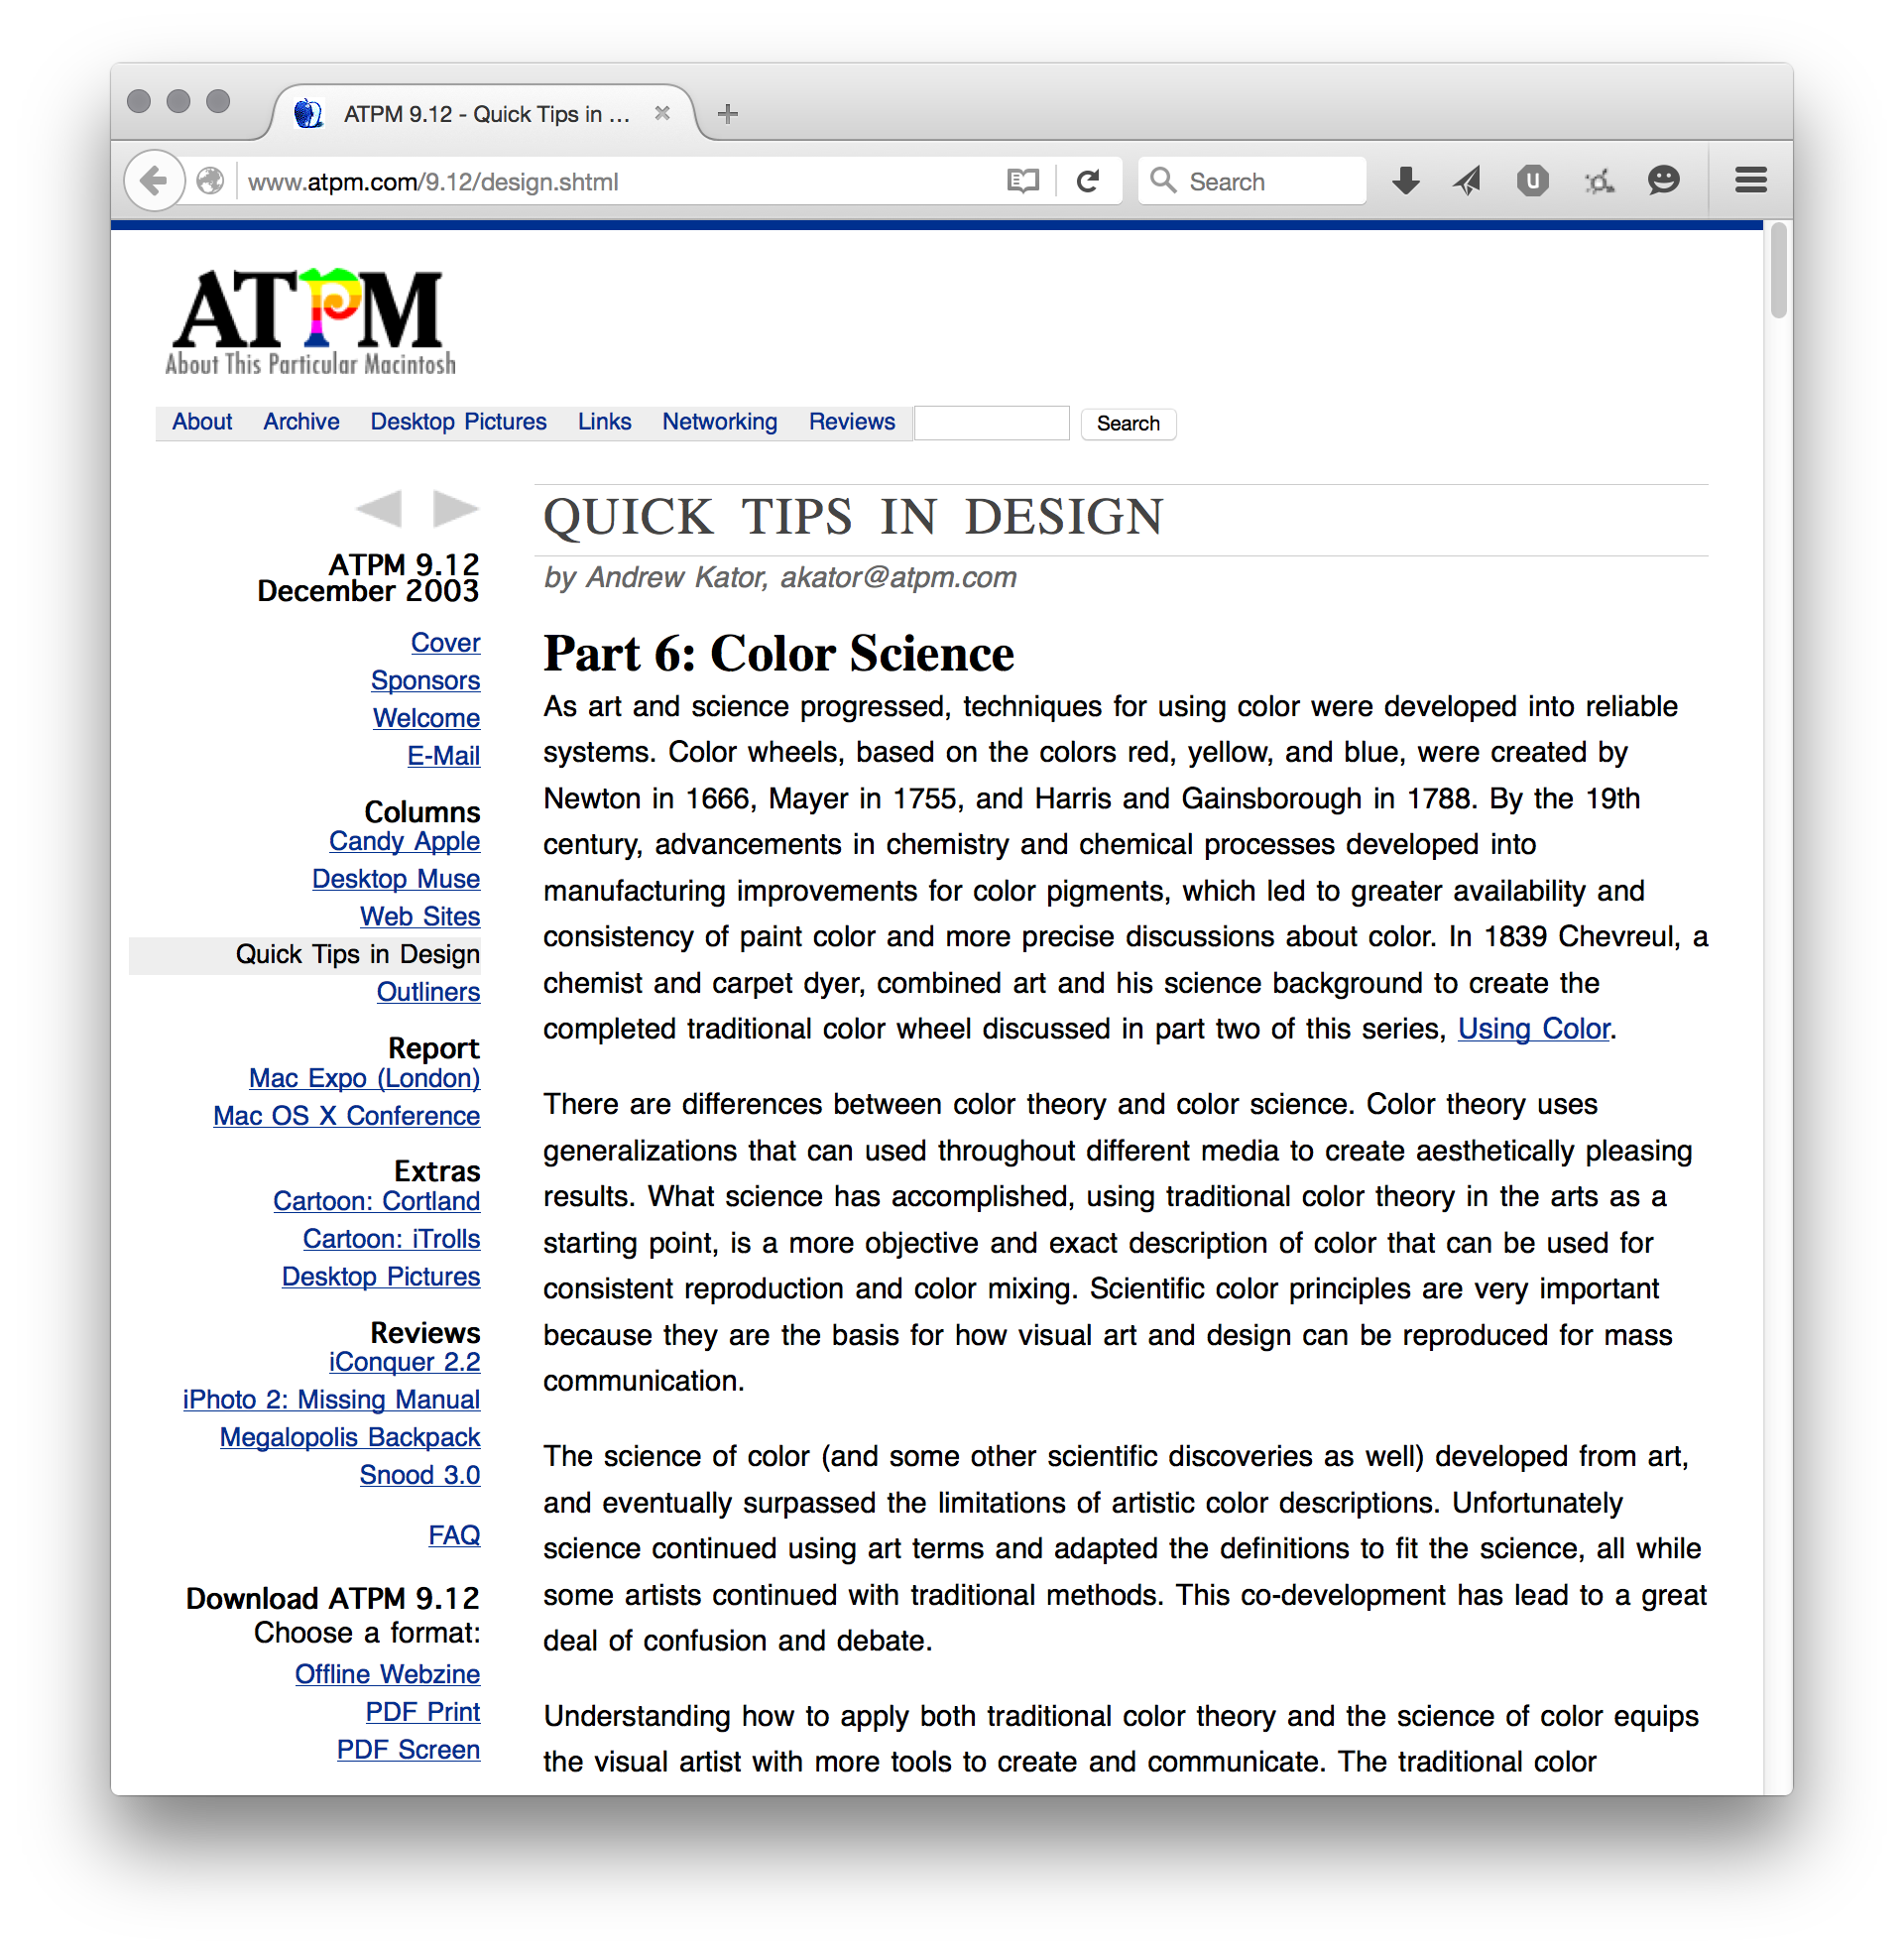 ATPM 9.12 - Quick Tips in ...
www.atpm.com/9.12/design.shtml
Search
ATPM
About This Particular Macintosh
About Archive Desktop Pictures Links Networking Reviews Search
ATPM 9.12
December 2003
Cover
Sponsors
Welcome
E-Mail
Columns
Candy Apple
Desktop Muse
Web Sites
Quick Tips in Design
Outliners
Report
Mac Expo (London)
Mac OS X Conference
Extras
Cartoon: Cortland
Cartoon: iTrolls
Desktop Pictures
Reviews
iConquer 2.2
iPhoto 2: Missing Manual
Megalopolis Backpack
Snood 3.0
FAQ
Download ATPM 9.12
Choose a format:
Offline Webzine
PDF Print
PDF Screen
QUICK TIPS IN DESIGN
by Andrew Kator, akator@atpm.com
Part 6: Color Science
As art and science progressed, techniques for using color were developed into reliable
systems. Color wheels, based on the colors red, yellow, and blue, were created by
Newton in 1666, Mayer in 1755, and Harris and Gainsborough in 1788. By the 19th
century, advancements in chemistry and chemical processes developed into
manufacturing improvements for color pigments, which led to greater availability and
consistency of paint color and more precise discussions about color. In 1839 Chevreul, a
chemist and carpet dyer, combined art and his science background to create the
completed traditional color wheel discussed in part two of this series, Using Color.
There are differences between color theory and color science. Color theory uses
generalizations that can used throughout different media to create aesthetically pleasing
results. What science has accomplished, using traditional color theory in the arts as a
starting point, is a more objective and exact description of color that can be used for
consistent reproduction and color mixing. Scientific color principles are very important
because they are the basis for how visual art and design can be reproduced for mass
communication.
The science of color (and some other scientific discoveries as well) developed from art,
and eventually surpassed the limitations of artistic color descriptions. Unfortunately
science continued using art terms and adapted the definitions to fit the science, all while
some artists continued with traditional methods. This co-development has lead to a great
deal of confusion and debate.
Understanding how to apply both traditional color theory and the science of color equips
the visual artist with more tools to create and communicate. The traditional color